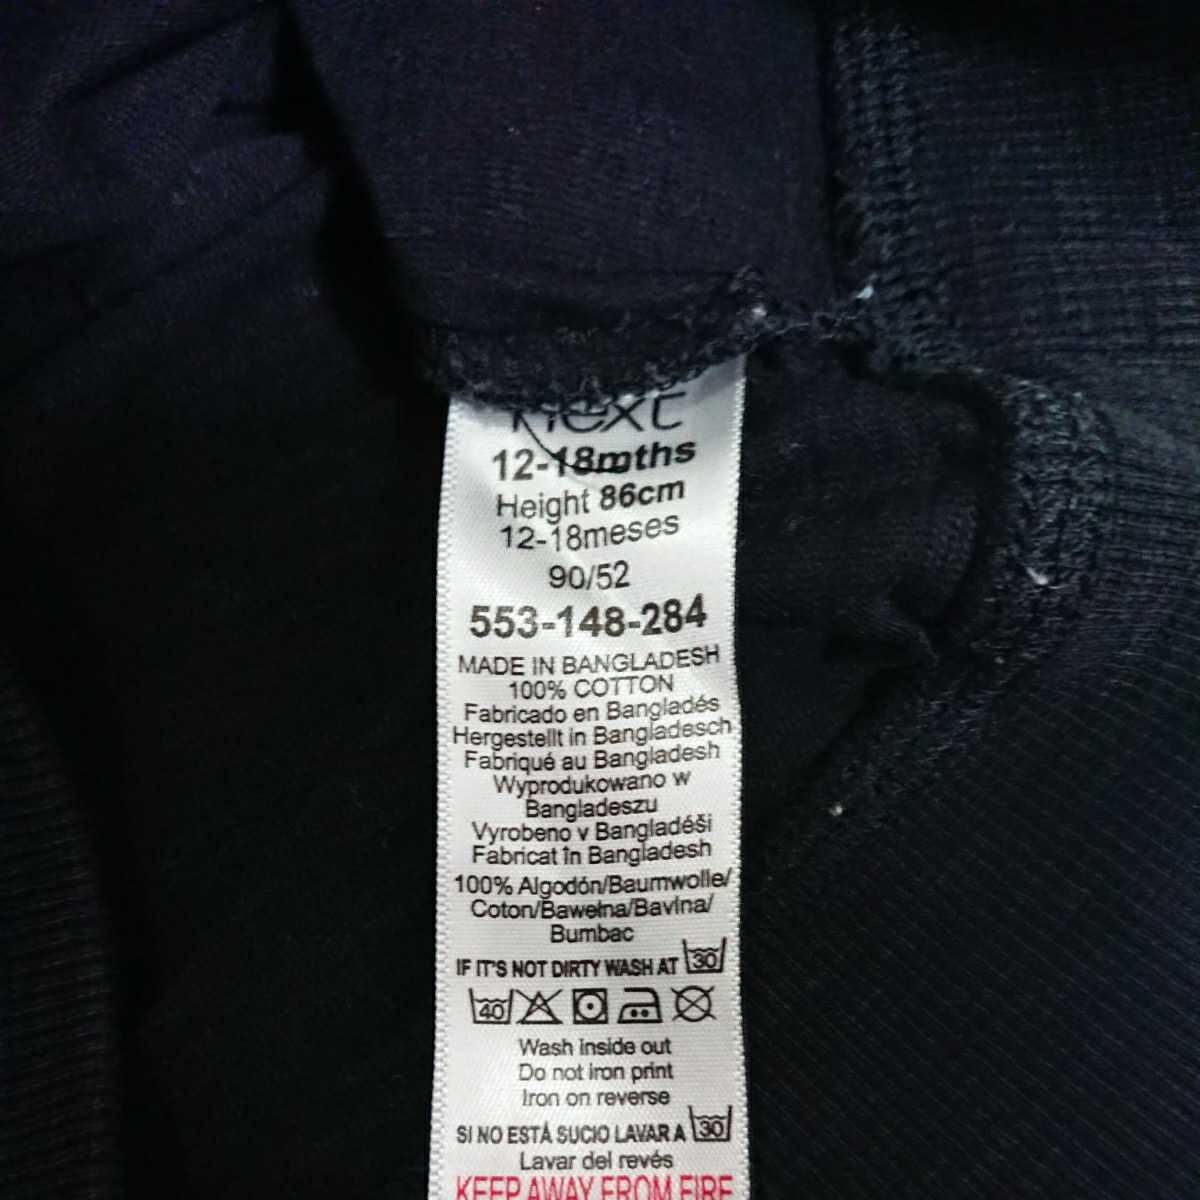 next
12-18mths
Height 86cm
12-18meses
90/52
553-148-284
MADE IN BANGLADESH
100% COTTON
Fabricado en Bangladés
Hergestellt in Bangladesch
Fabriqué au Bangladesh
Wyprodukowano w
Bangladeszu
Vyrobeno v Bangladéši
Fabricat în Bangladesh
100% Algodón/Baumwolle/
Coton/Bawełna/Bavlna/
Bumbac
IF IT'S NOT DIRTY WASH AT 30
40
Wash inside out
Do not iron print
Iron on reverse
SI NO ESTÁ SUCIO LAVAR A 30
Lavar del revés
KEEP AWAY FROM FIRE